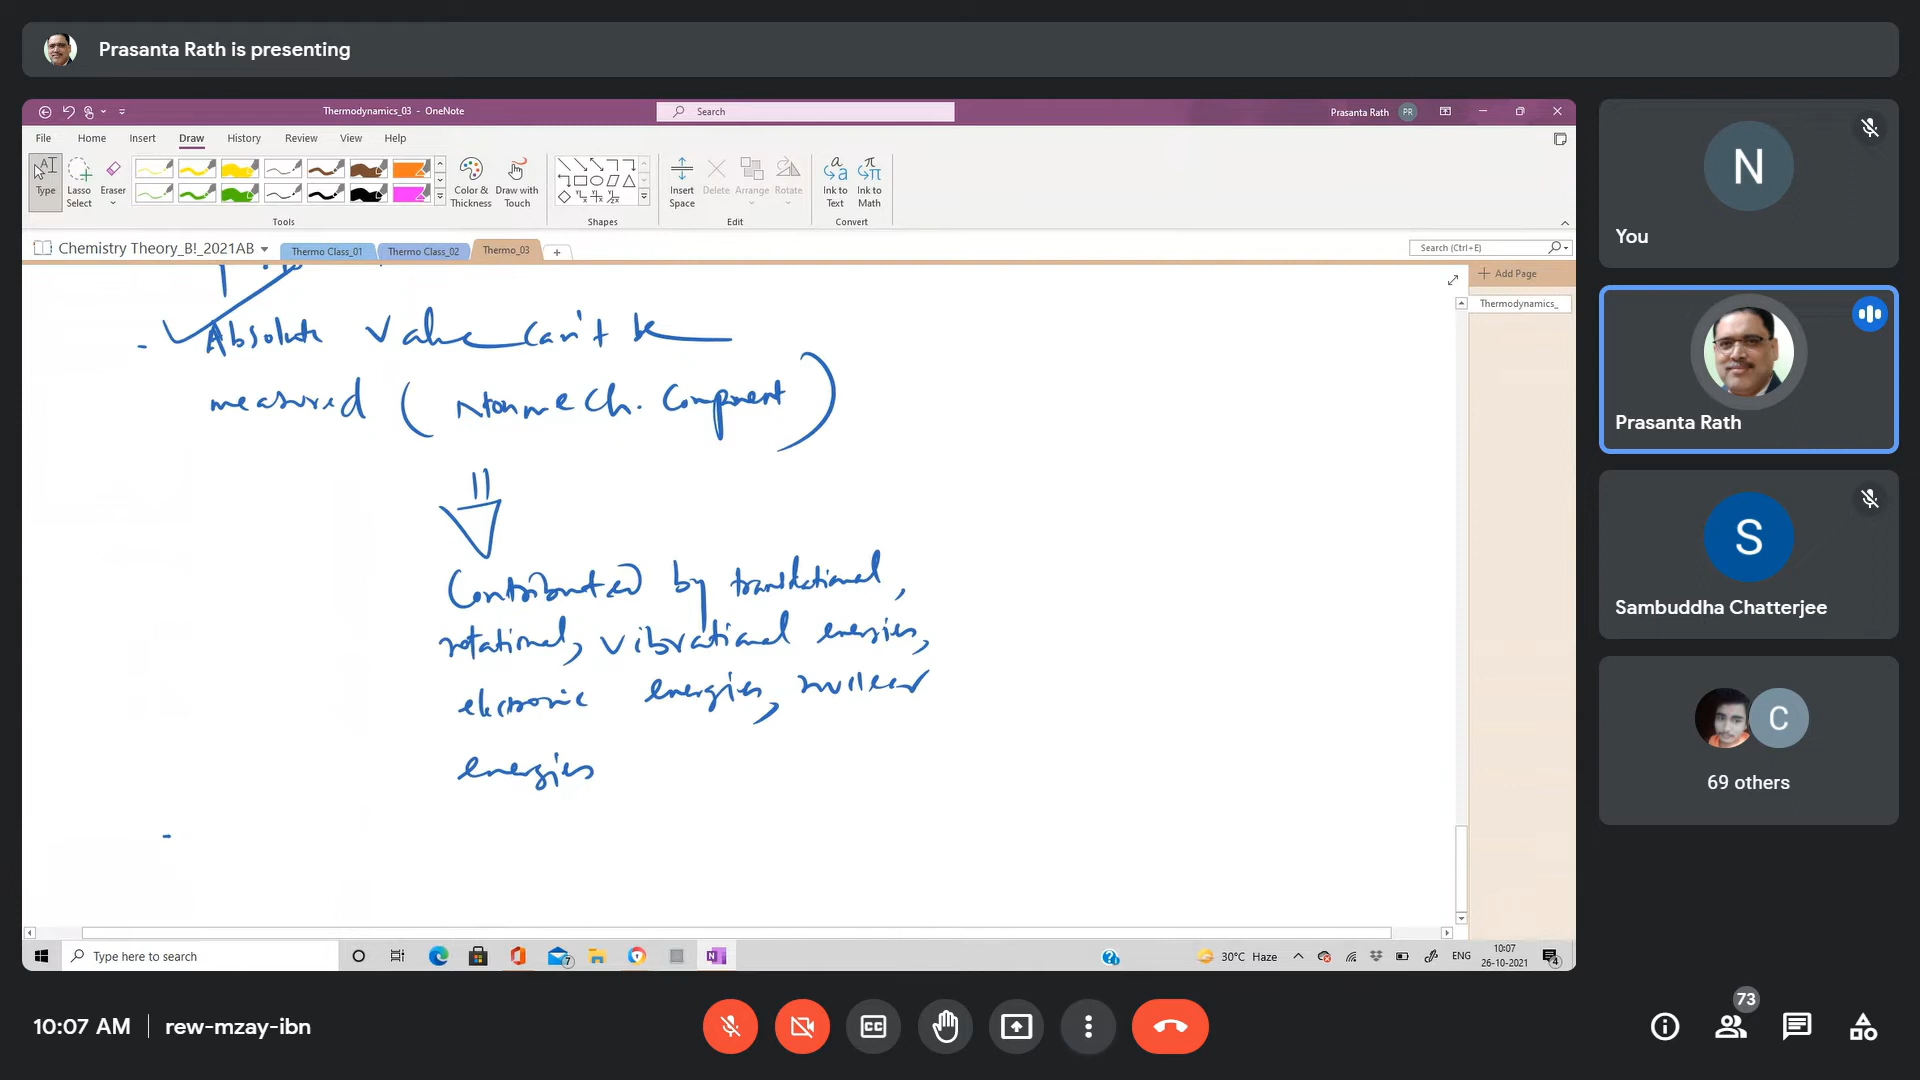 Prasanta Rath is presenting
Thermodynamics_03 - OneNote
Search
Prasanta Rath
PR
File Home Insert Draw History Review View Help
Type
Lasso Select
Eraser
Color & Thickness
Draw with Touch
Insert Space
Delete
Arrange
Rotate
Ink to Text
Ink to Math
Tools
Shapes
Edit
Convert
Chemistry Theory_B!_2021AB
Thermo Class_01
Thermo Class_02
Thermo_03
Search (Ctrl+E)
Add Page
Thermodynamics_
- Absolute value can't be
measured ( Nonmech. Component )
Contributed by translational,
rotational, vibrational energies,
electronic energies, nuclear
energies
-
Type here to search
7
30°C Haze
ENG
10:07
26-10-2021
4
N
You
Prasanta Rath
S
Sambuddha Chatterjee
C
69 others
10:07 AM | rew-mzay-ibn
73